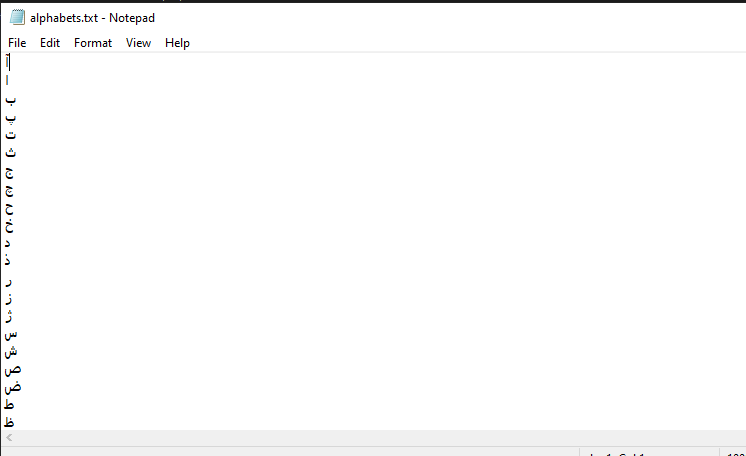 alphabets.txt - Notepad
File Edit Format View Help
آ
ا
ب
پ
ت
ث
ج
چ
ح
خ
د
ذ
ر
ز
ژ
س
ش
ص
ض
ط
ظ